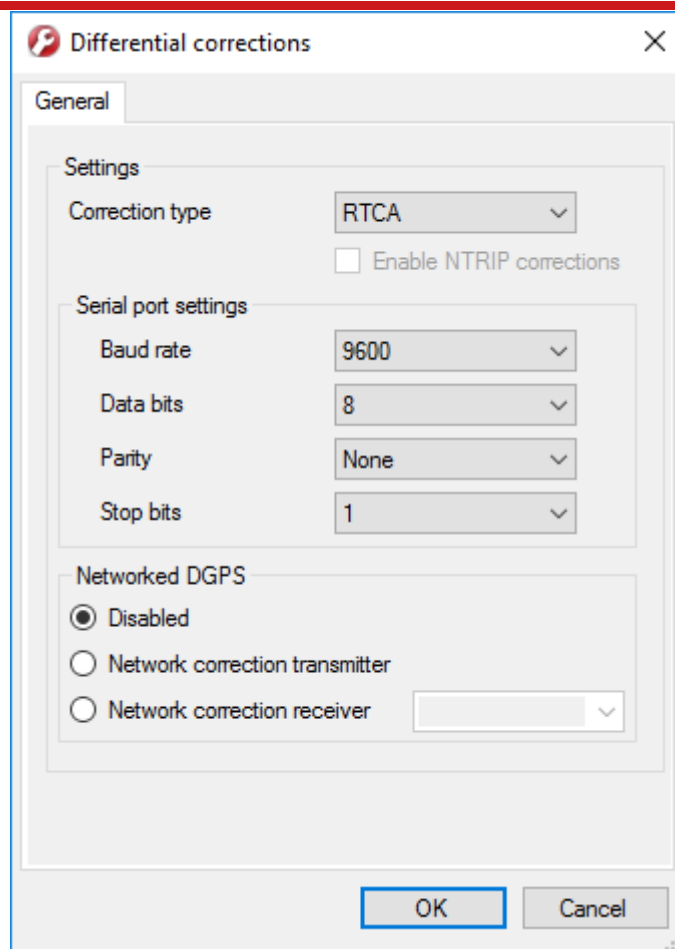 Differential corrections
General
Settings
Correction type RTCA
Enable NTRIP corrections
Serial port settings
Baud rate 9600
Data bits 8
Parity None
Stop bits 1
Networked DGPS
Disabled
Network correction transmitter
Network correction receiver
OK Cancel